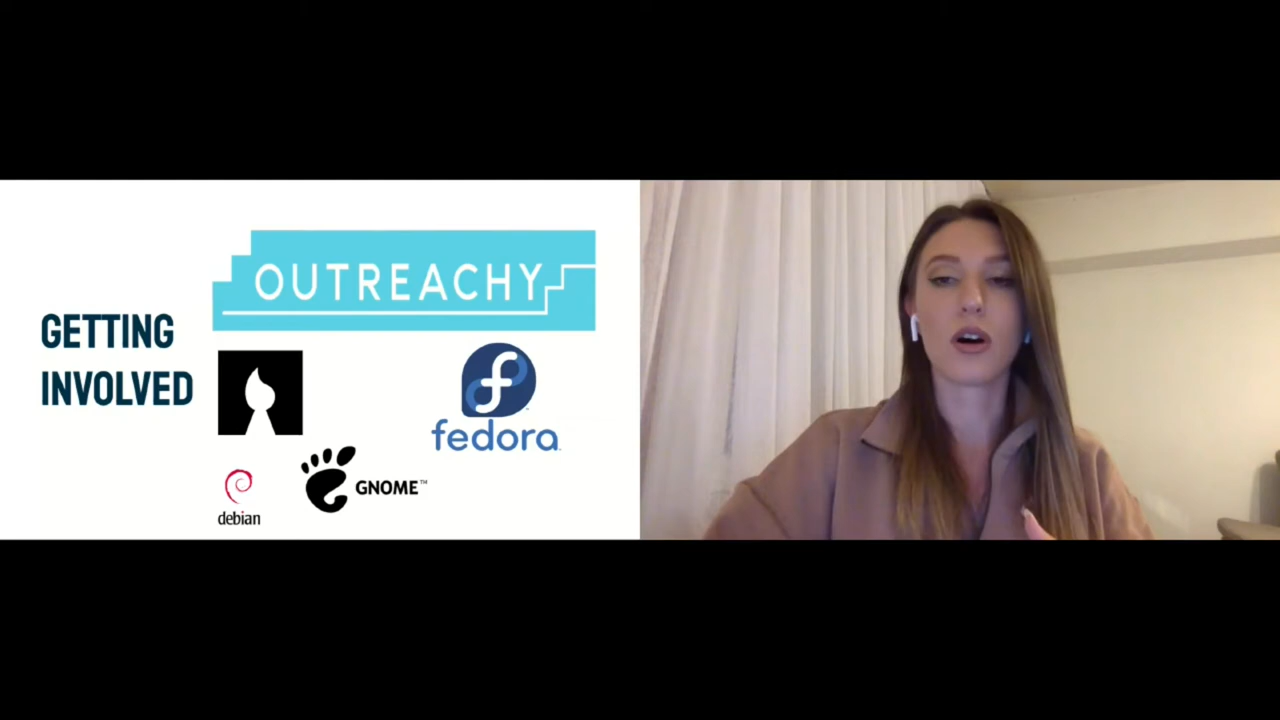 OUTREACHY
GETTING
INVOLVED
fedora
GNOME™
debian